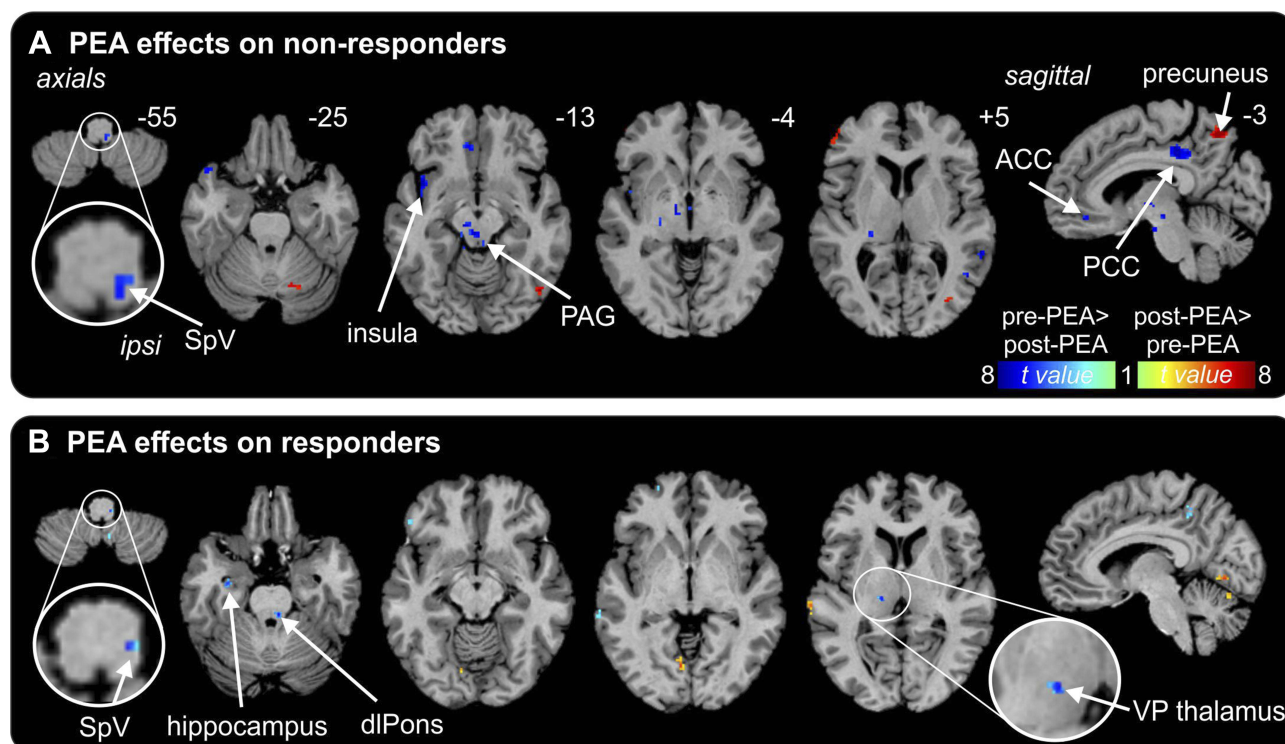 A PEA effects on non-responders
axials
sagittal
precuneus
-55
-25
-13
-4
+5
-3
ACC
PCC
ipsi
SpV
insula
PAG
pre-PEA>
post-PEA
post-PEA>
pre-PEA
8 t value 1 t value 8
B PEA effects on responders
SpV
hippocampus
dlPons
VP thalamus